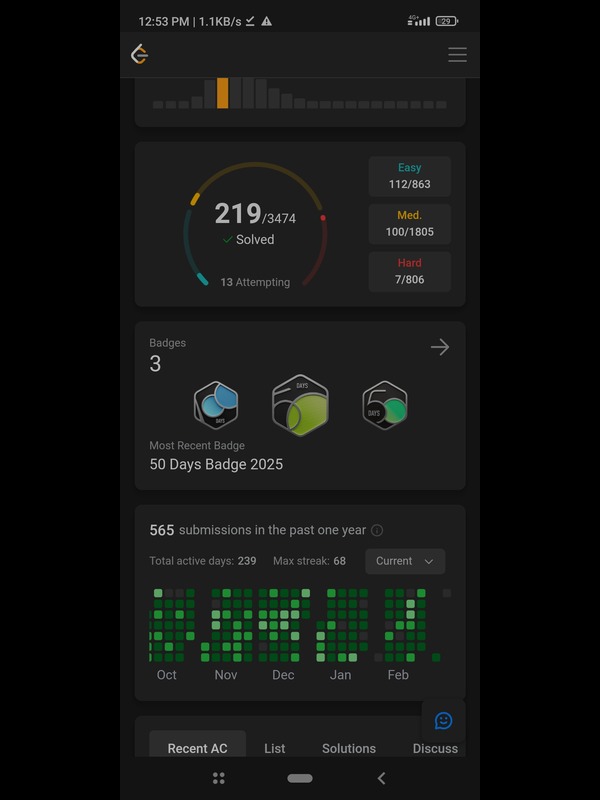 12:53 PM | 1.1KB/s
4G+
29
219/3474
Solved
13 Attempting
Easy
112/863
Med.
100/1805
Hard
7/806
Badges
3
DAYS
DAYS
DAYS
Most Recent Badge
50 Days Badge 2025
565 submissions in the past one year
Total active days: 239 Max streak: 68 Current
Oct Nov Dec Jan Feb
Recent AC List Solutions Discuss